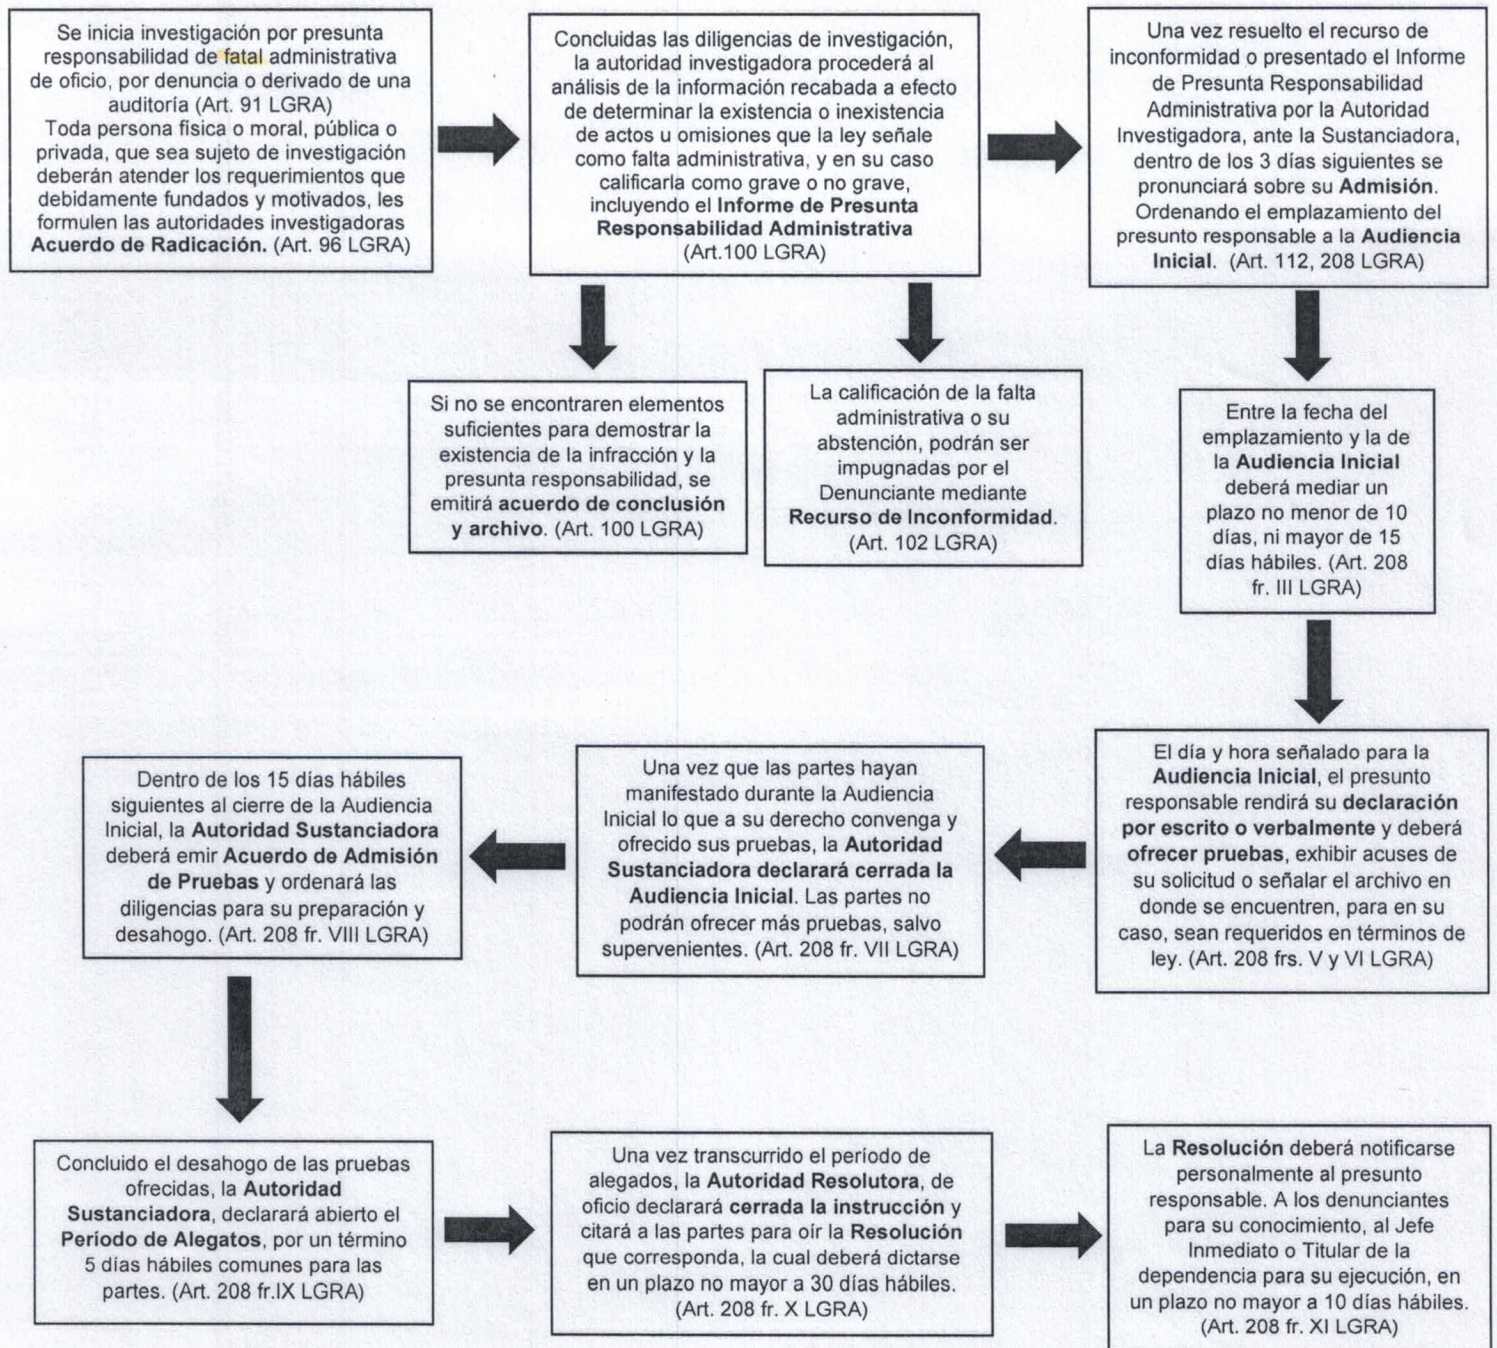 Se inicia investigación por presunta
responsabilidad de fatal administrativa
de oficio, por denuncia o derivado de una
auditoría (Art. 91 LGRA)
Toda persona física o moral, pública o
privada, que sea sujeto de investigación
deberán atender los requerimientos que
debidamente fundados y motivados, les
formulen las autoridades investigadoras
Acuerdo de Radicación. (Art. 96 LGRA)
Concluidas las diligencias de investigación,
la autoridad investigadora procederá al
análisis de la información recabada a efecto
de determinar la existencia o inexistencia
de actos u omisiones que la ley señale
como falta administrativa, y en su caso
calificarla como grave o no grave,
incluyendo el Informe de Presunta
Responsabilidad Administrativa
(Art.100 LGRA)
Una vez resuelto el recurso de
inconformidad o presentado el Informe
de Presunta Responsabilidad
Administrativa por la Autoridad
Investigadora, ante la Sustanciadora,
dentro de los 3 días siguientes se
pronunciará sobre su Admisión.
Ordenando el emplazamiento del
presunto responsable a la Audiencia
Inicial. (Art. 112, 208 LGRA)
Si no se encontraren elementos
suficientes para demostrar la
existencia de la infracción y la
presunta responsabilidad, se
emitirá acuerdo de conclusión
y archivo. (Art. 100 LGRA)
La calificación de la falta
administrativa o su
abstención, podrán ser
impugnadas por el
Denunciante mediante
Recurso de Inconformidad.
(Art. 102 LGRA)
Entre la fecha del
emplazamiento y la de
la Audiencia Inicial
deberá mediar un
plazo no menor de 10
días, ni mayor de 15
días hábiles. (Art. 208
fr. III LGRA)
El día y hora señalado para la
Audiencia Inicial, el presunto
responsable rendirá su declaración
por escrito o verbalmente y deberá
ofrecer pruebas, exhibir acuses de
su solicitud o señalar el archivo en
donde se encuentren, para en su
caso, sean requeridos en términos de
ley. (Art. 208 frs. V y VI LGRA)
Una vez que las partes hayan
manifestado durante la Audiencia
Inicial lo que a su derecho convenga y
ofrecido sus pruebas, la Autoridad
Sustanciadora declarará cerrada la
Audiencia Inicial. Las partes no
podrán ofrecer más pruebas, salvo
supervenientes. (Art. 208 fr. VII LGRA)
Dentro de los 15 días hábiles
siguientes al cierre de la Audiencia
Inicial, la Autoridad Sustanciadora
deberá emir Acuerdo de Admisión
de Pruebas y ordenará las
diligencias para su preparación y
desahogo. (Art. 208 fr. VIII LGRA)
Concluido el desahogo de las pruebas
ofrecidas, la Autoridad
Sustanciadora, declarará abierto el
Período de Alegatos, por un término
5 días hábiles comunes para las
partes. (Art. 208 fr.IX LGRA)
Una vez transcurrido el período de
alegados, la Autoridad Resolutora, de
oficio declarará cerrada la instrucción y
citará a las partes para oír la Resolución
que corresponda, la cual deberá dictarse
en un plazo no mayor a 30 días hábiles.
(Art. 208 fr. X LGRA)
La Resolución deberá notificarse
personalmente al presunto
responsable. A los denunciantes
para su conocimiento, al Jefe
Inmediato o Titular de la
dependencia para su ejecución, en
un plazo no mayor a 10 días hábiles.
(Art. 208 fr. XI LGRA)